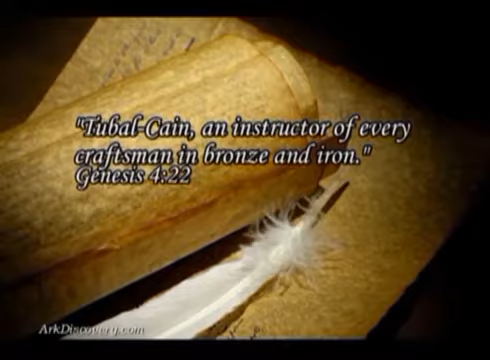 "Tubal-Cain, an instructor of every
craftsman in bronze and iron."
Genesis 4:22
ArkDiscovery.com